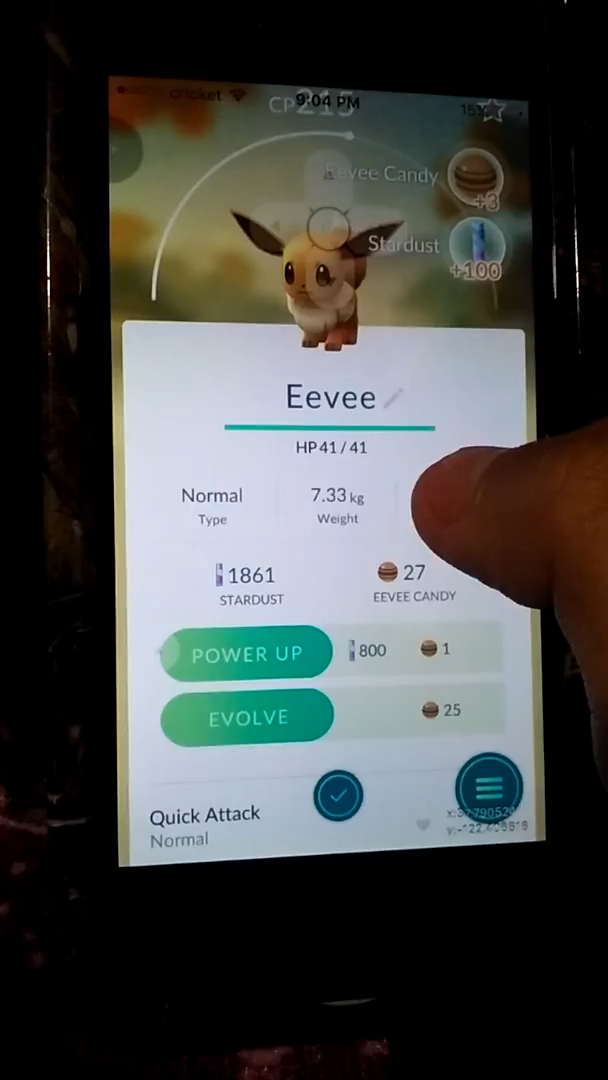 cricket
9:04 PM
15%
CP215
Eevee Candy
+3
Stardust
+100
Eevee
HP 41 / 41
Normal
Type
7.33 kg
Weight
1861
STARDUST
27
EEVEE CANDY
POWER UP
800
1
EVOLVE
25
Quick Attack
Normal